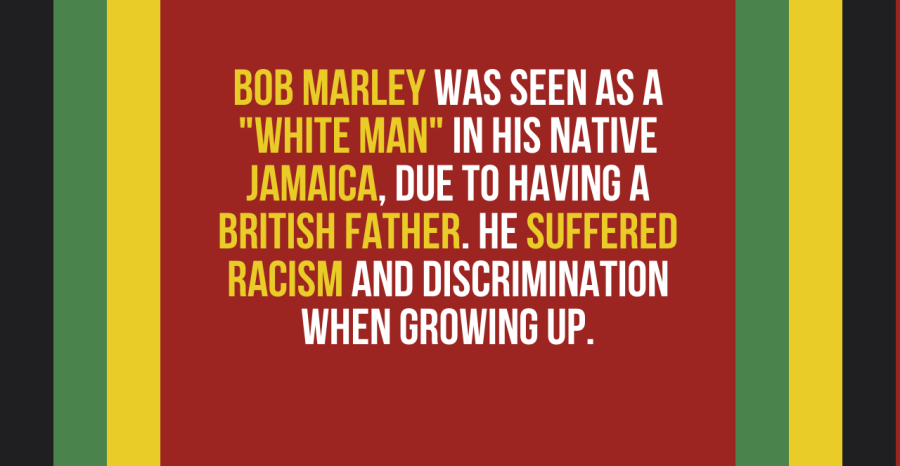 BOB MARLEY WAS SEEN AS A
"WHITE MAN" IN HIS NATIVE
JAMAICA, DUE TO HAVING A
BRITISH FATHER. HE SUFFERED
RACISM AND DISCRIMINATION
WHEN GROWING UP.